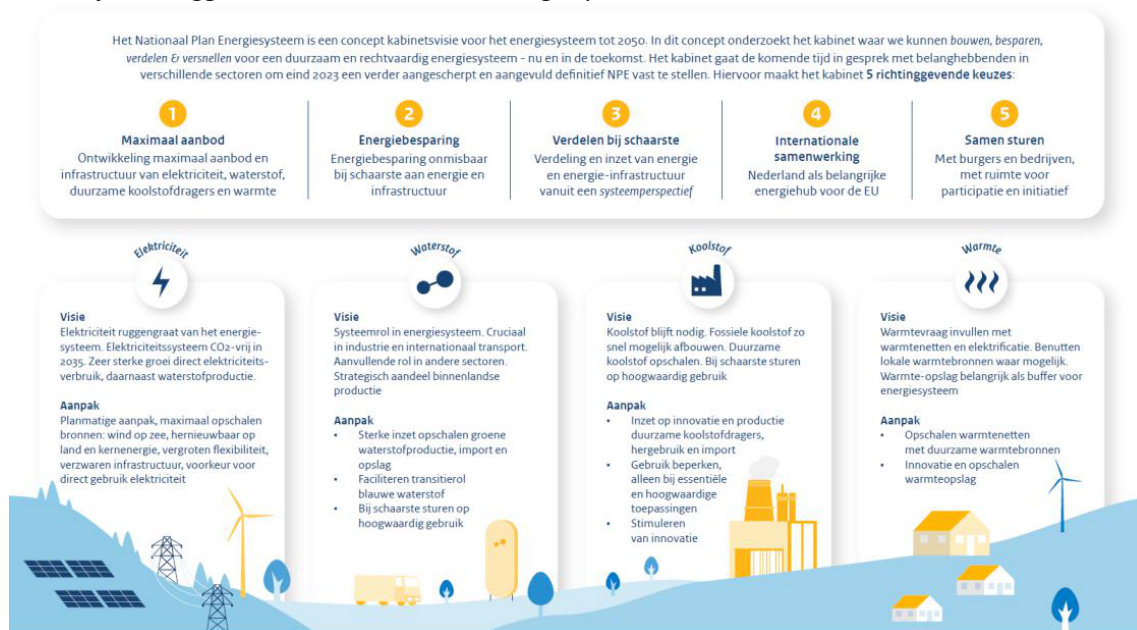 Het Nationaal Plan Energiesysteem is een concept kabinetsvisie voor het energiesysteem tot 2050. In dit concept onderzoekt het kabinet waar we kunnen bouwen, besparen,
verdelen & versnellen voor een duurzaam en rechtvaardig energiesysteem - nu en in de toekomst. Het kabinet gaat de komende tijd in gesprek met belanghebbenden in
verschillende sectoren om eind 2023 een verder aangescherpt en aangevuld definitief NPE vast te stellen. Hiervoor maakt het kabinet 5 richtinggevende keuzes:
1
Maximaal aanbod
Ontwikkeling maximaal aanbod en
infrastructuur van elektriciteit, waterstof,
duurzame koolstofdragers en warmte
2
Energiebesparing
Energiebesparing onmisbaar
bij schaarste aan energie en
infrastructuur
3
Verdelen bij schaarste
Verdeling en inzet van energie
en energie-infrastructuur
vanuit een systeemperspectief
4
Internationale
samenwerking
Nederland als belangrijke
energiehub voor de EU
5
Samen sturen
Met burgers en bedrijven,
met ruimte voor
participatie en initiatief
Elektriciteit
Visie
Elektriciteit ruggengraat van het energie-
systeem. Elektriciteitssysteem CO2-vrij in
2035. Zeer sterke groei direct elektriciteits-
verbruik, daarnaast waterstofproductie.
Aanpak
Planmatige aanpak, maximaal opschalen
bronnen: wind op zee, hernieuwbaar op
land en kernenergie, vergroten flexibiliteit,
verzwaren infrastructuur, voorkeur voor
direct gebruik elektriciteit
Waterstof
Visie
Systeemrol in energiesysteem. Cruciaal
in industrie en internationaal transport.
Aanvullende rol in andere sectoren.
Strategisch aandeel binnenlandse
productie
Aanpak
• Sterke inzet opschalen groene
waterstofproductie, import en
opslag
• Faciliteren transitierol
blauwe waterstof
• Bij schaarste sturen op
hoogwaardig gebruik
Koolstof
Visie
Koolstof blijft nodig. Fossiele koolstof zo
snel mogelijk afbouwen. Duurzame
koolstof opschalen. Bij schaarste sturen
op hoogwaardig gebruik
Aanpak
• Inzet op innovatie en productie
duurzame koolstofdragers,
hergebruik en import
• Gebruik beperken,
alleen bij essentiële
en hoogwaardige
toepassingen
• Stimuleren
van innovatie
Warmte
Visie
Warmtevraag invullen met
warmtenetten en elektrificatie. Benutten
lokale warmtebronnen waar mogelijk.
Warmte-opslag belangrijk als buffer voor
energiesysteem
Aanpak
• Opschalen warmtenetten
met duurzame warmtebronnen
• Innovatie en opschalen
warmteopslag